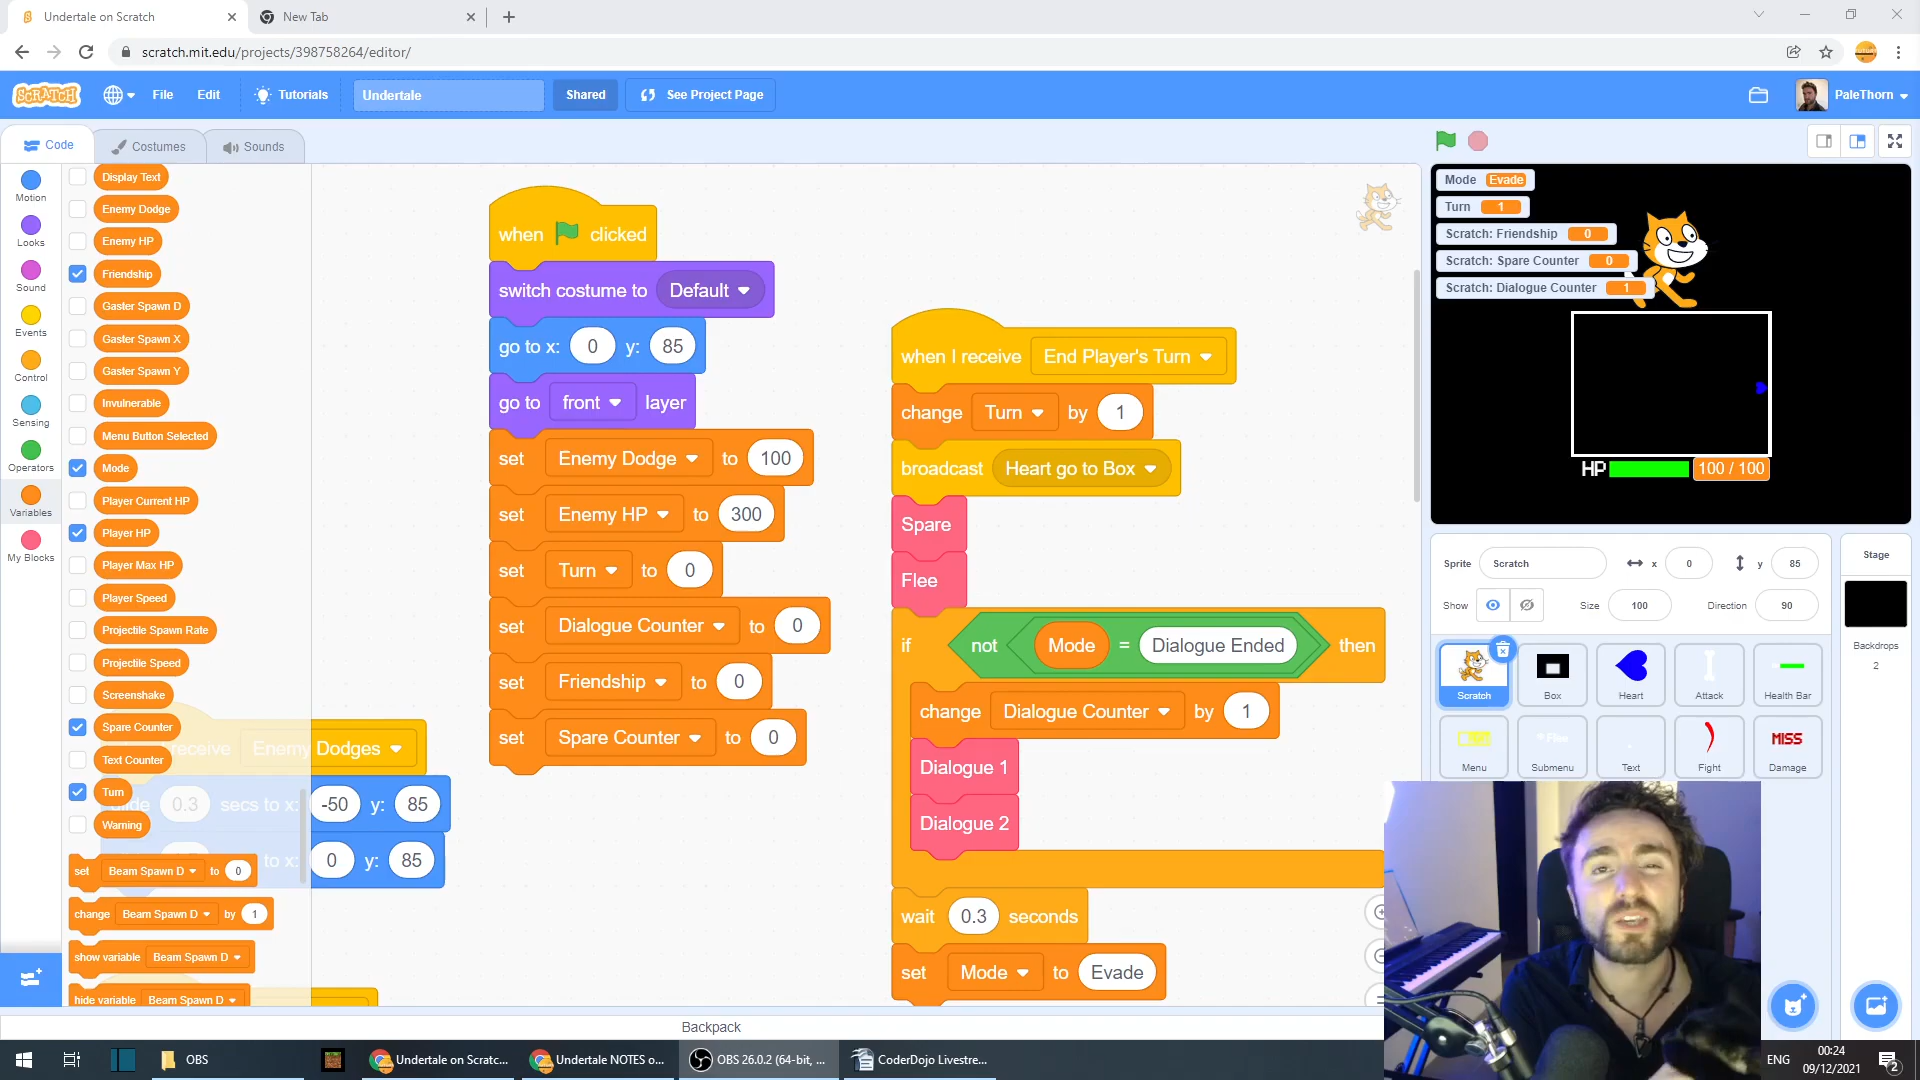 Undertale on Scratch
New Tab
scratch.mit.edu/projects/398758264/editor/
SCRATCH
File
Edit
Tutorials
Undertale
Shared
See Project Page
PaleThorn
Code
Costumes
Sounds
Motion
Looks
Sound
Events
Control
Sensing
Operators
Variables
My Blocks
Display Text
Enemy Dodge
Enemy HP
Friendship
Gaster Spawn D
Gaster Spawn X
Gaster Spawn Y
Invulnerable
Menu Button Selected
Mode
Player Current HP
Player HP
Player Max HP
Player Speed
Projectile Spawn Rate
Projectile Speed
Screenshake
Spare Counter
Text Counter
Turn
Warning
set Beam Spawn D to 0
change Beam Spawn D by 1
show variable Beam Spawn D
hide variable Beam Spawn D
receive Enemy Dodges
0.3 secs to x: -50 y: 85
to x: 0 y: 85
when clicked
switch costume to Default
go to x: 0 y: 85
go to front layer
set Enemy Dodge to 100
set Enemy HP to 300
set Turn to 0
set Dialogue Counter to 0
set Friendship to 0
set Spare Counter to 0
when I receive End Player's Turn
change Turn by 1
broadcast Heart go to Box
Spare
Flee
if not Mode = Dialogue Ended then
change Dialogue Counter by 1
Dialogue 1
Dialogue 2
wait 0.3 seconds
set Mode to Evade
Mode Evade
Turn 1
Scratch: Friendship 0
Scratch: Spare Counter 0
Scratch: Dialogue Counter 1
HP 100 / 100
Sprite Scratch x 0 y 85
Show Size 100 Direction 90
Stage
Backdrops
2
Scratch
Box
Heart
Attack
Health Bar
Menu
Submenu
Text
Fight
MISS
Damage
Backpack
OBS
Undertale on Scratc...
Undertale NOTES o...
OBS 26.0.2 (64-bit, ...
CoderDojo Livestre...
ENG
00:24
09/12/2021
2